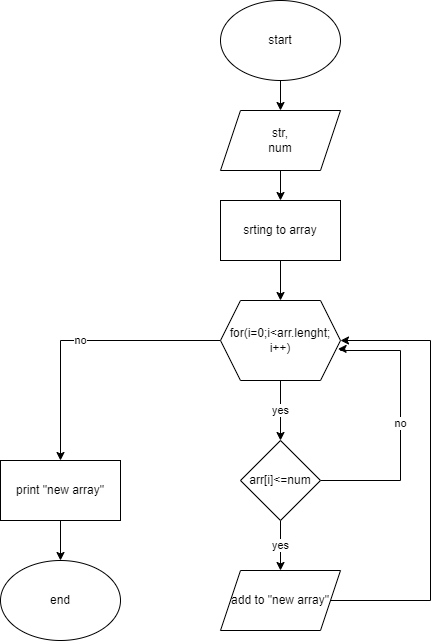 start
str,
num
srting to array
for(i=0;i<arr.lenght;
i++)
no
yes
arr[i]<=num
no
print "new array"
yes
end
add to "new array"